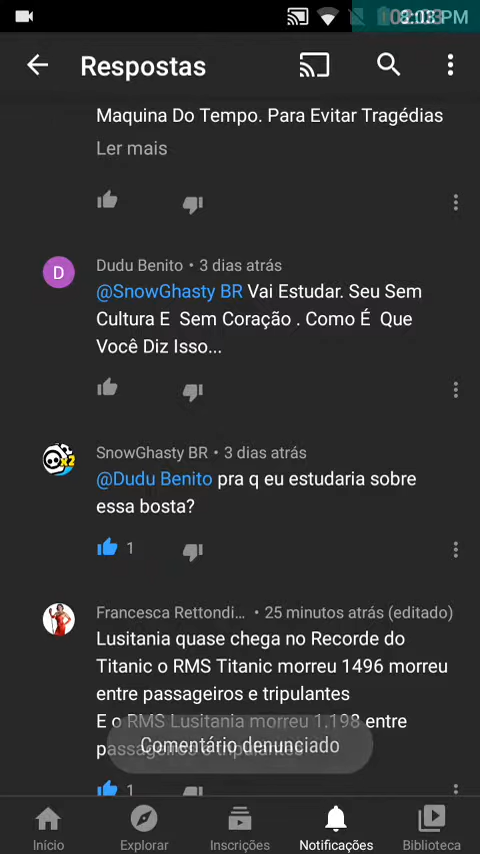 PM
Respostas
Maquina Do Tempo. Para Evitar Tragédias
Ler mais
D
Dudu Benito • 3 dias atrás
@SnowGhasty BR Vai Estudar. Seu Sem
Cultura E Sem Coração . Como É Que
Você Diz Isso...
SnowGhasty BR • 3 dias atrás
x2
@Dudu Benito pra q eu estudaria sobre
essa bosta?
1
Francesca Rettondi... • 25 minutos atrás (editado)
Lusitania quase chega no Recorde do
Titanic o RMS Titanic morreu 1496 morreu
entre passageiros e tripulantes
E o RMS Lusitania morreu 1.198 entre
passageiros e tripulantes
Comentário denunciado
1
Início
Explorar
Inscrições
Notificações
Biblioteca